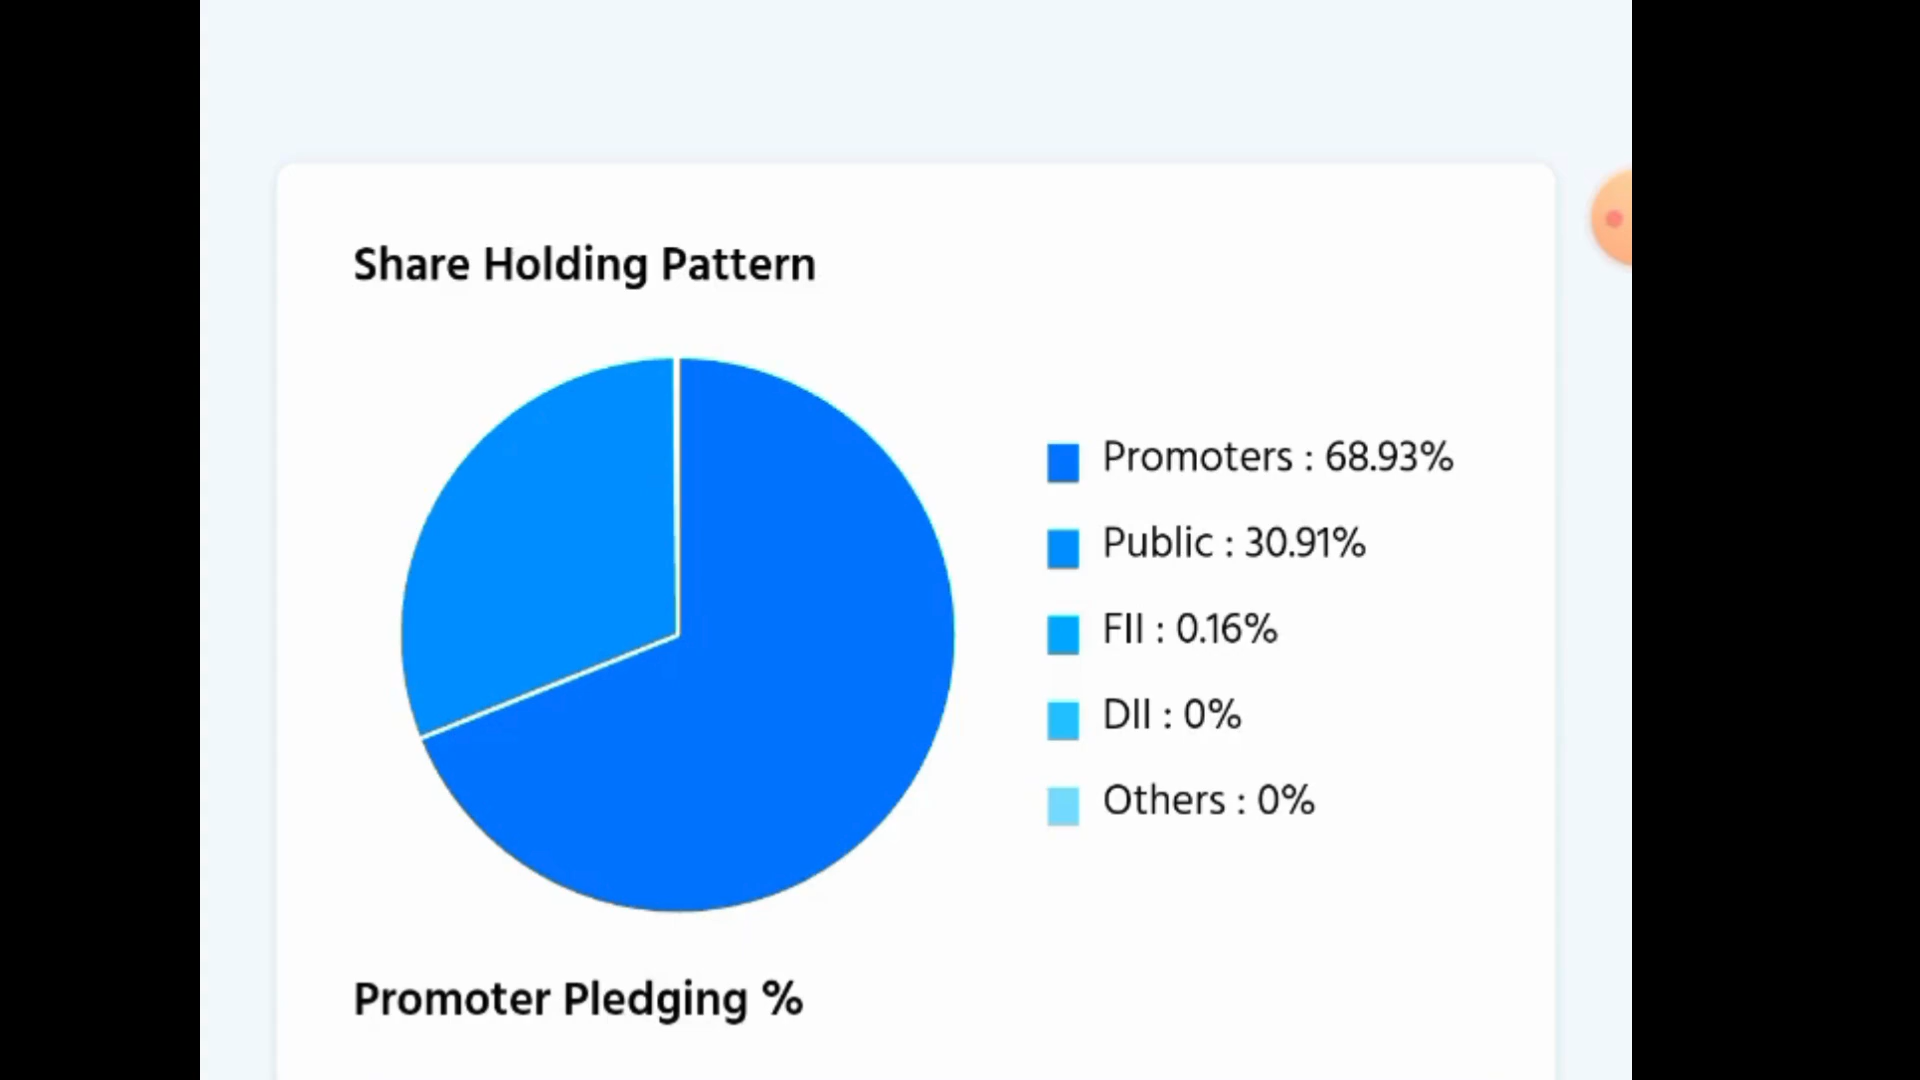 Share Holding Pattern
Promoters : 68.93%
Public : 30.91%
FII : 0.16%
DII : 0%
Others : 0%
Promoter Pledging %